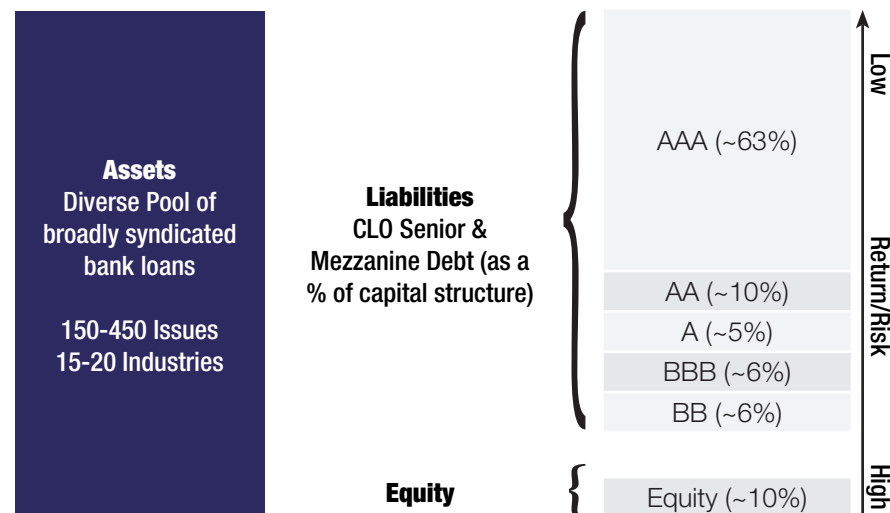 Assets
Diverse Pool of
broadly syndicated
bank loans
150-450 Issues
15-20 Industries
Liabilities
CLO Senior &
Mezzanine Debt (as a
% of capital structure)
Equity
AAA (~63%)
AA (~10%)
A (~5%)
BBB (~6%)
BB (~6%)
Equity (~10%)
Low
Return/Risk
High